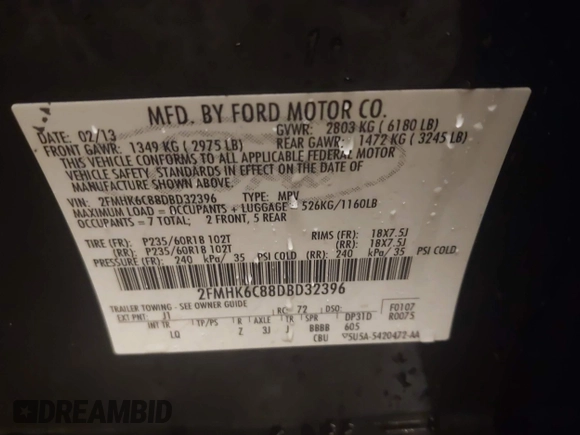 MFD. BY FORD MOTOR CO.
DATE: 02/13 GVWR: 2803 KG ( 6180 LB)
FRONT GAWR: 1349 KG ( 2975 LB) REAR GAWR: 1472 KG ( 3245 LB)
THIS VEHICLE CONFORMS TO ALL APPLICABLE FEDERAL MOTOR
VEHICLE SAFETY STANDARDS IN EFFECT ON THE DATE OF
MANUFACTURE SHOWN ABOVE.
VIN: 2FMHK6C88DBD32396 TYPE: MPV
MAXIMUM LOAD = OCCUPANTS + LUGGAGE = 526KG/1160LB
OCCUPANTS = 7 TOTAL; 2 FRONT, 5 REAR
TIRE (FR): P235/60R18 102T RIMS (FR): 18X7.5J
(RR): P235/60R18 102T (RR): 18X7.5J
PRESSURE (FR): 240 kPa/ 35 PSI COLD (RR): 240 kPa/ 35 PSI COLD
2FMHK6C88DBD32396
TRAILER TOWING - SEE OWNER GUIDE
EXT PNT: J1 RC: 72 DSO: F0107
INT TR TP/PS R AXLE TR SPR DP31D R0075
LQ Z 3J J BBBB 605
CBU 5U5A-5420472-AA
DREAMBID